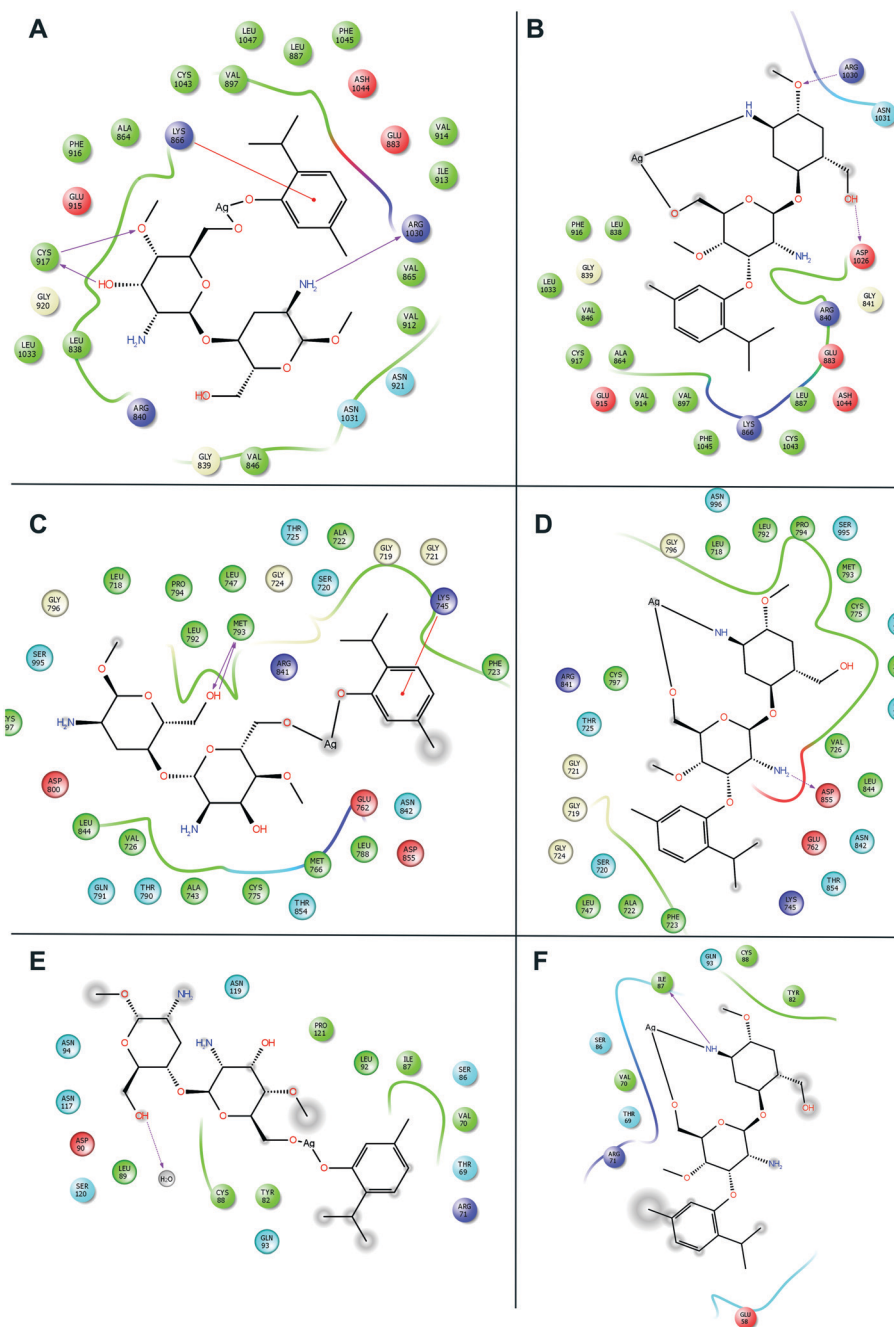 A
LEU
1047
LEU
887
PHE
1045
CYS
1043
VAL
897
ASH
1044
ALA
864
LYS
866
GLU
883
VAL
914
PHE
916
ILE
913
GLU
915
Ag
O
O
ARG
1030
CYS
917
O
HO
O
NH₂
VAL
865
GLY
920
H₂N
O
O
O
VAL
912
LEU
1033
LEU
838
HO
ASN
921
ARG
840
ASN
1031
GLY
839
VAL
846
B
ARG
1030
O
ASN
1031
NH
Ag
O
O
O
OH
PHE
916
LEU
838
O
NH₂
ASP
1026
GLY
839
O
GLY
841
LEU
1033
VAL
846
ARG
840
CYS
917
ALA
864
GLU
883
GLU
915
VAL
914
VAL
897
LEU
887
ASH
1044
PHE
1045
LYS
866
CYS
1043
C
THR
725
ALA
722
GLY
719
GLY
721
LEU
718
PRO
794
LEU
747
GLY
724
SER
720
LYS
745
GLY
796
LEU
792
MET
793
SER
995
ARG
841
PHE
723
O
O
OH
O
H₂N
O
Ag
YS
97
O
O
O
ASP
800
H₂N
OH
GLU
762
ASN
842
LEU
844
VAL
726
MET
766
LEU
788
ASP
855
GLN
791
THR
790
ALA
743
CYS
775
THR
854
D
ASN
996
GLY
796
LEU
718
LEU
792
PRO
794
SER
995
MET
793
Ag
O
CYS
775
NH
OH
ARG
841
CYS
797
O
O
THR
725
O
VAL
726
GLY
721
O
NH₂
ASP
855
LEU
844
GLY
719
O
GLU
762
ASN
842
GLY
724
SER
720
THR
854
LYS
745
LEU
747
ALA
722
PHE
723
E
O
NH₂
ASN
119
O
ASN
94
H₂N
OH
PRO
121
LEU
92
ILE
87
SER
86
O
O
O
ASN
117
OH
O
Ag
VAL
70
ASP
90
O
LEU
89
H₂O
THR
69
SER
120
CYS
88
TYR
82
ARG
71
GLN
93
F
GLN
93
CYS
88
ILE
87
TYR
82
Ag
O
SER
86
NH
VAL
70
O
O
OH
THR
69
O
ARG
71
O
NH₂
O
GLU
58